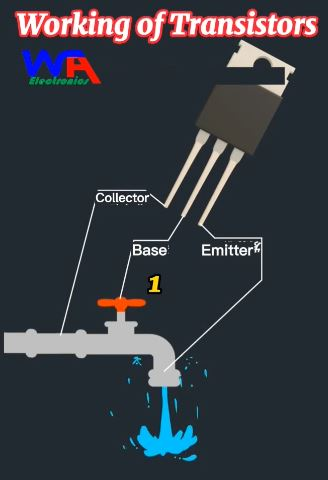 Working of Transistors
WA
Electronics
Collector
Base
Emitter
1